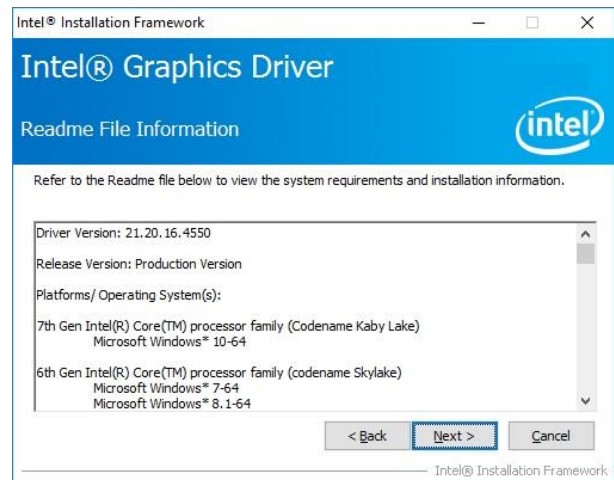 Intel® Installation Framework
Intel® Graphics Driver
Readme File Information
intel
Refer to the Readme file below to view the system requirements and installation information.
Driver Version: 21.20.16.4550
Release Version: Production Version
Platforms/ Operating System(s):
7th Gen Intel(R) Core(TM) processor family (Codename Kaby Lake)
Microsoft Windows* 10-64
6th Gen Intel(R) Core(TM) processor family (codename Skylake)
Microsoft Windows* 7-64
Microsoft Windows* 8.1-64
< Back Next > Cancel
Intel® Installation Framework